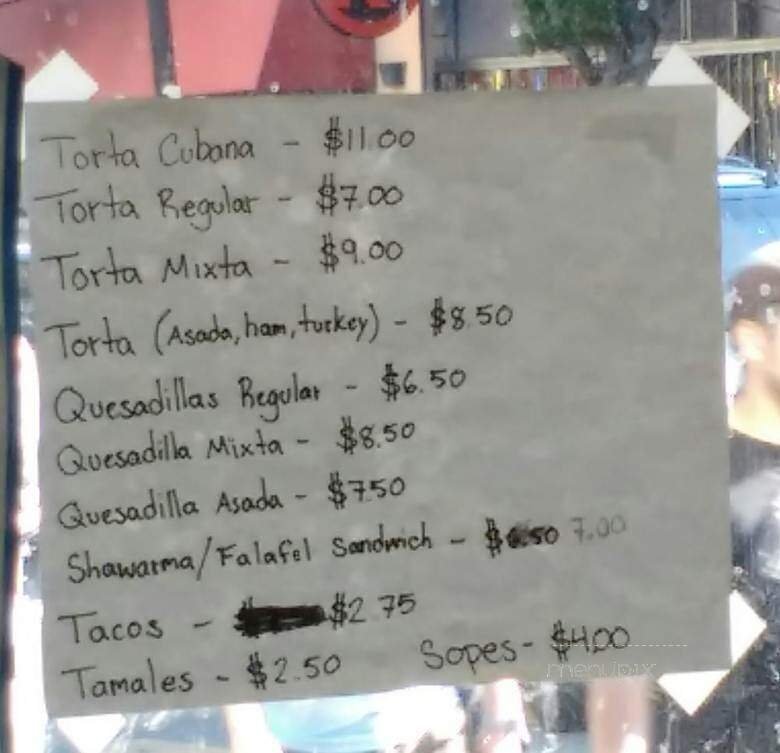 Torta Cubana - $11.00
Torta Regular - $7.00
Torta Mixta - $9.00
Torta (Asada, ham, turkey) - $8.50
Quesadillas Regular - $6.50
Quesadilla Mixta - $8.50
Quesadilla Asada - $7.50
Shawarma/Falafel Sandwich - $6.50 7.00
Tacos - $2.75
Tamales - $2.50 Sopes - $4.00
menupix